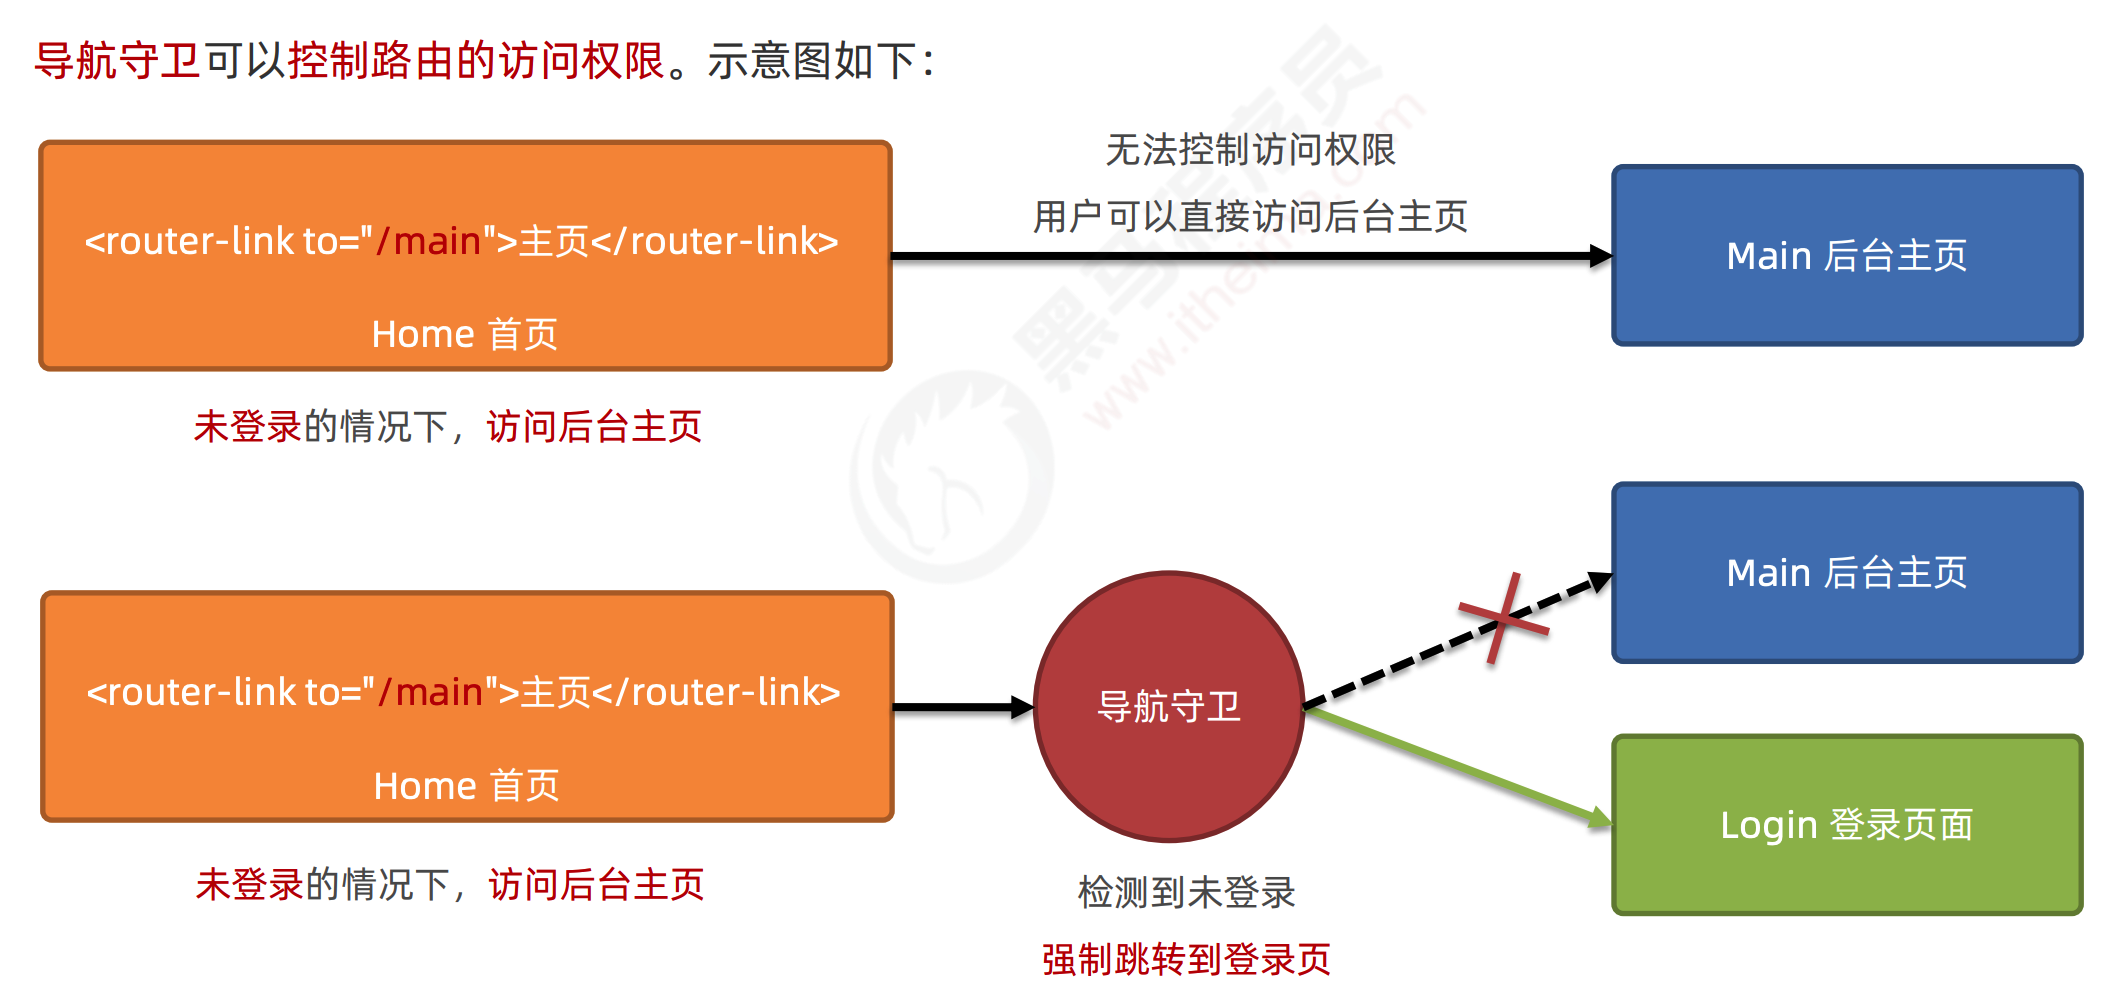 导航守卫可以控制路由的访问权限。示意图如下：
无法控制访问权限
用户可以直接访问后台主页
<router-link to="/main">主页</router-link>
Home 首页
Main 后台主页
未登录的情况下，访问后台主页
黑马程序员
www.itheima.com
Main 后台主页
<router-link to="/main">主页</router-link>
Home 首页
导航守卫
Login 登录页面
未登录的情况下，访问后台主页
检测到未登录
强制跳转到登录页